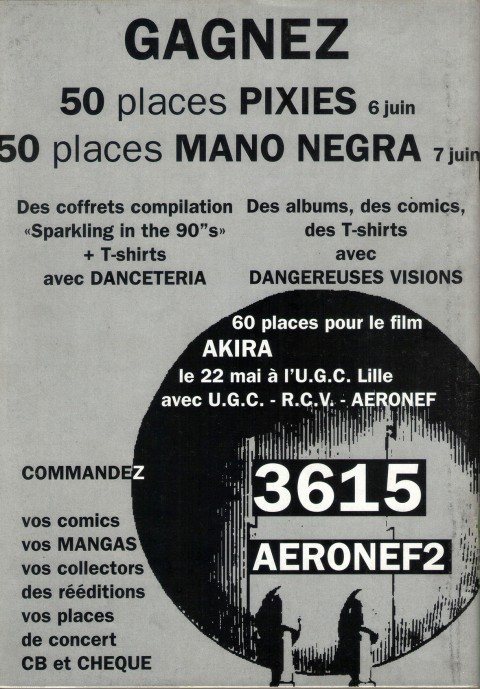 GAGNEZ
50 places PIXIES 6 juin
50 places MANO NEGRA 7 juin
Des coffrets compilation
«Sparkling in the 90"s»
+ T-shirts
avec DANCETERIA
Des albums, des comics,
des T-shirts
avec
DANGEREUSES VISIONS
60 places pour le film
AKIRA
le 22 mai à l'U.G.C. Lille
avec U.G.C. - R.C.V. - AERONEF
COMMANDEZ
vos comics
vos MANGAS
vos collectors
des rééditions
vos places
de concert
CB et CHEQUE
3615
AERONEF2